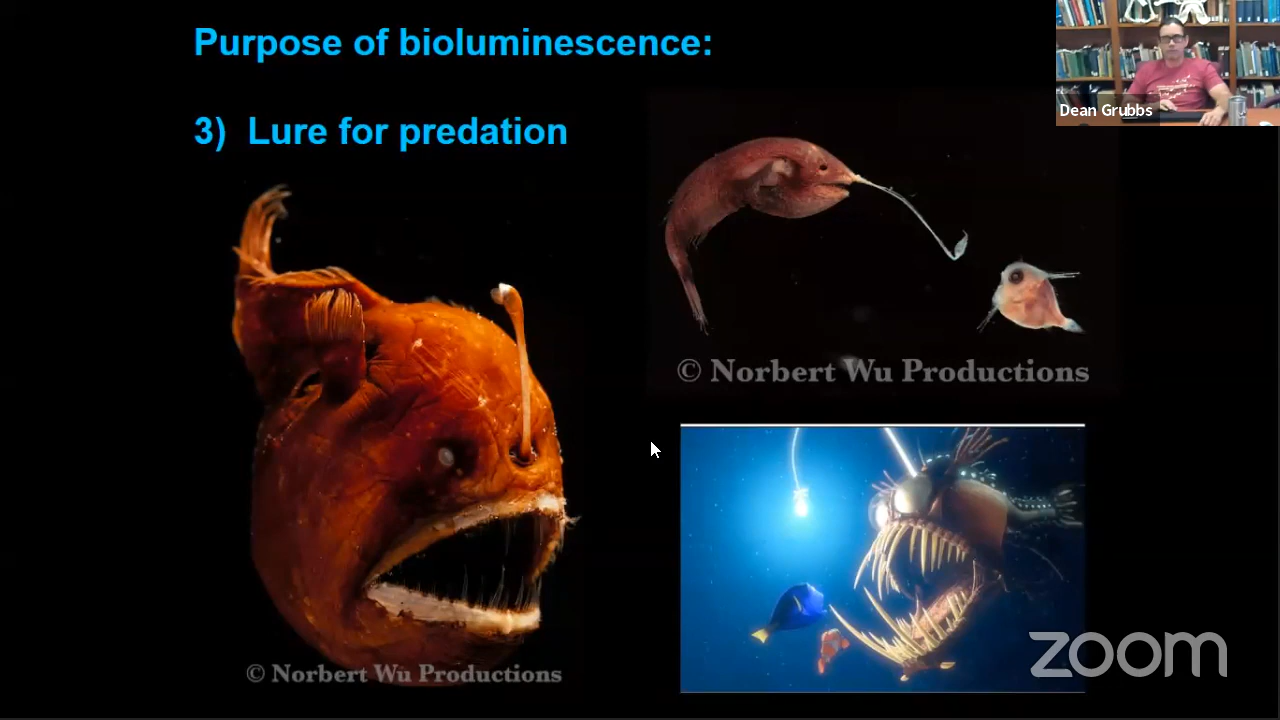 Purpose of bioluminescence:
3) Lure for predation
Dean Grubbs
© Norbert Wu Productions
© Norbert Wu Productions
zoom